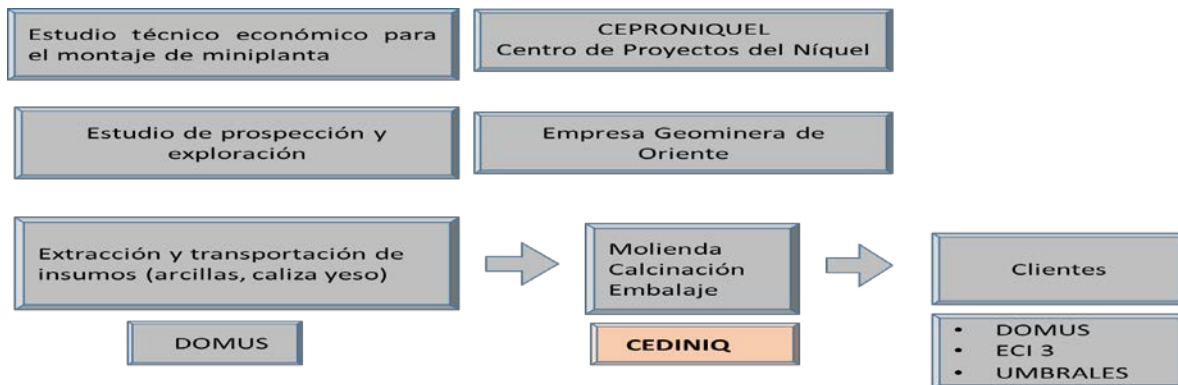 Estudio técnico económico para
el montaje de miniplanta
CEPRONIQUEL
Centro de Proyectos del Níquel
Estudio de prospección y
exploración
Empresa Geominera de
Oriente
Extracción y transportación de
insumos (arcillas, caliza yeso)
Molienda
Calcinación
Embalaje
Clientes
DOMUS
CEDINIQ
• DOMUS
• ECI 3
• UMBRALES